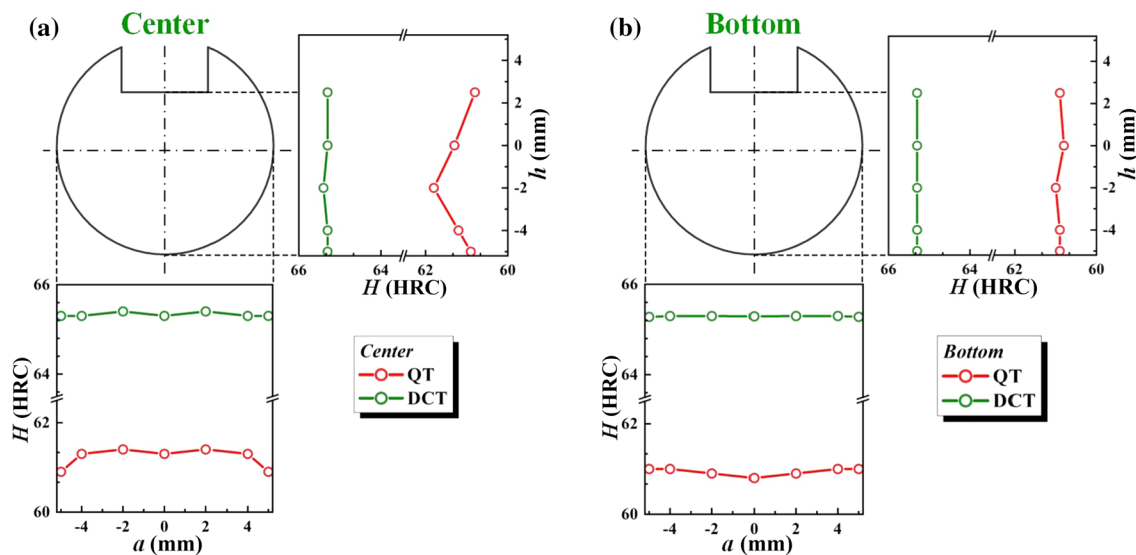 (a) Center
4
2
0
-2
-4
h (mm)
66 64 62 60
H (HRC)
66
64
62
60
H (HRC)
-4 -2 0 2 4
a (mm)
Center
QT
DCT
(b) Bottom
4
2
0
-2
-4
h (mm)
66 64 62 60
H (HRC)
66
64
62
60
H (HRC)
-4 -2 0 2 4
a (mm)
Bottom
QT
DCT